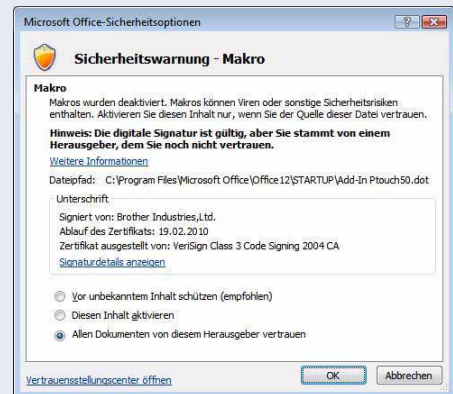 Microsoft Office-Sicherheitsoptionen
Sicherheitswarnung - Makro
Makro
Makros wurden deaktiviert. Makros können Viren oder sonstige Sicherheitsrisiken
enthalten. Aktivieren Sie diesen Inhalt nur, wenn Sie der Quelle dieser Datei vertrauen.
Hinweis: Die digitale Signatur ist gültig, aber Sie stammt von einem
Herausgeber, dem Sie noch nicht vertrauen.
Weitere Informationen
Dateipfad: C:\Program Files\Microsoft Office\Office12\STARTUP\Add-In Ptouch50.dot
Unterschrift
Signiert von: Brother Industries,Ltd.
Ablauf des Zertifikats: 19.02.2010
Zertifikat ausgestellt von: VeriSign Class 3 Code Signing 2004 CA
Signaturdetails anzeigen
Vor unbekanntem Inhalt schützen (empfohlen)
Diesen Inhalt aktivieren
Allen Dokumenten von diesem Herausgeber vertrauen
Vertrauensstellungscenter öffnen
OK
Abbrechen